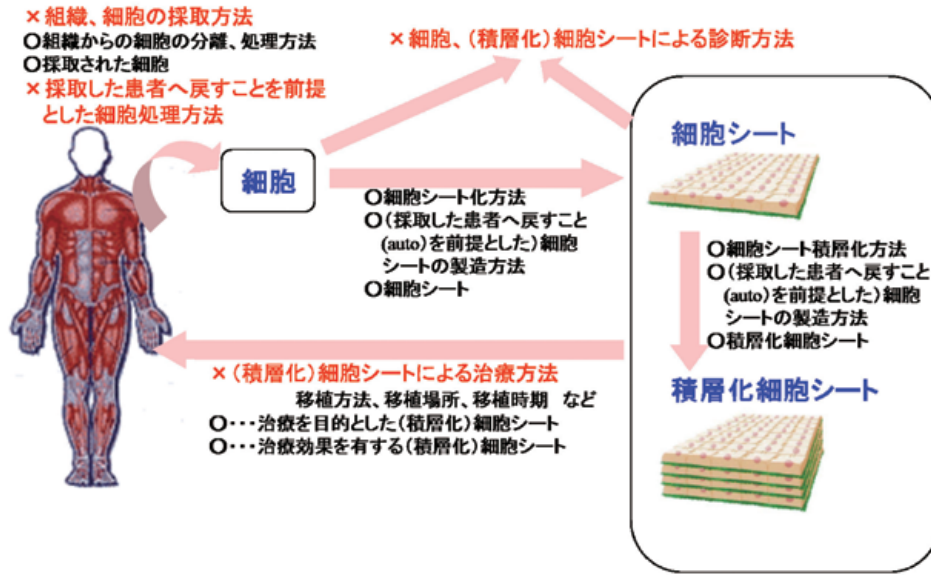 ×組織、細胞の採取方法
〇組織からの細胞の分離、処理方法
〇採取された細胞
×採取した患者へ戻すことを前提
とした細胞処理方法
×細胞、(積層化)細胞シートによる診断方法
細胞
〇細胞シート化方法
〇(採取した患者へ戻すこと
(auto)を前提とした)細胞
シートの製造方法
〇細胞シート
細胞シート
〇細胞シート積層化方法
〇(採取した患者へ戻すこと
(auto)を前提とした)細胞
シートの製造方法
〇積層化細胞シート
積層化細胞シート
×(積層化)細胞シートによる治療方法
移植方法、移植場所、移植時期 など
〇・・・治療を目的とした(積層化)細胞シート
〇・・・治療効果を有する(積層化)細胞シート